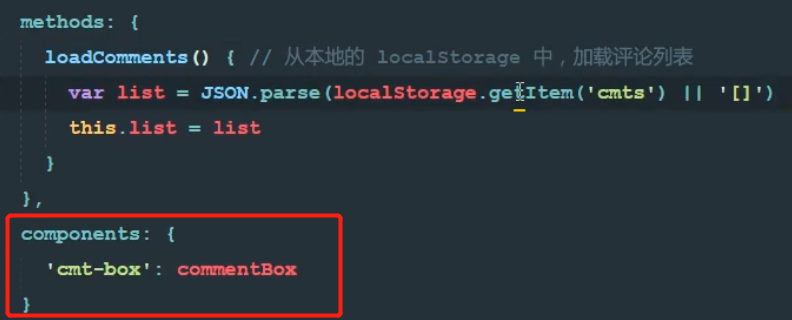 methods: {
loadComments() { // 从本地的 localStorage 中，加载评论列表
var list = JSON.parse(localStorage.getItem('cmts') || '[]')
this.list = list
}
},
components: {
'cmt-box': commentBox
}